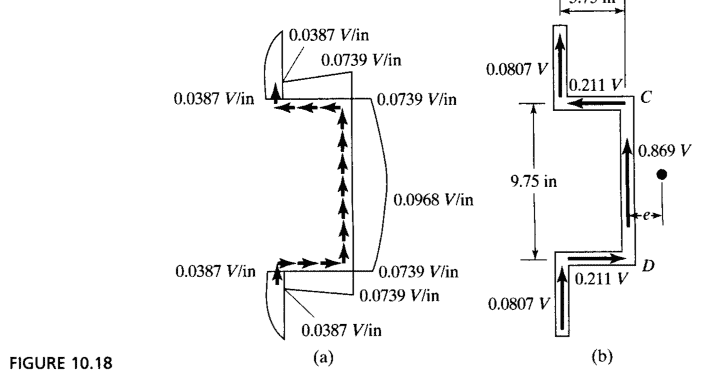 0.0387 V/in
0.0739 V/in
0.0387 V/in
0.0739 V/in
0.0968 V/in
0.0387 V/in
0.0739 V/in
0.0739 V/in
0.0387 V/in
(a)
0.0807 V
0.211 V
C
0.869 V
9.75 in
e
D
0.211 V
0.0807 V
(b)
FIGURE 10.18